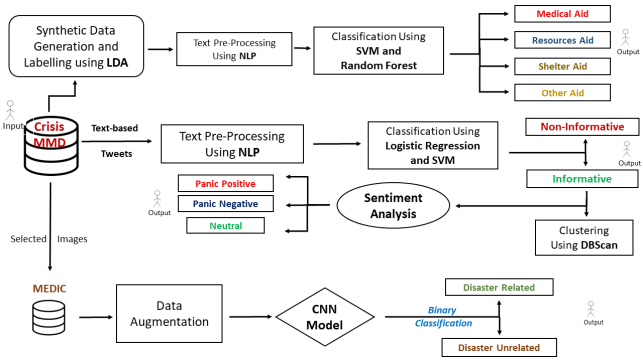 Synthetic Data
Generation and
Labelling using LDA
Text Pre-Processing
Using NLP
Classification Using
SVM and
Random Forest
Medical Aid
Resources Aid
Shelter Aid
Other Aid
Output
Input
Crisis
MMD
Text-based
Tweets
Text Pre-Processing
Using NLP
Classification Using
Logistic Regression
and SVM
Non-Informative
Informative
Output
Panic Positive
Panic Negative
Neutral
Output
Sentiment
Analysis
Clustering
Using DBScan
Selected Images
MEDIC
Data
Augmentation
CNN
Model
Binary
Classification
Disaster Related
Disaster Unrelated
Output